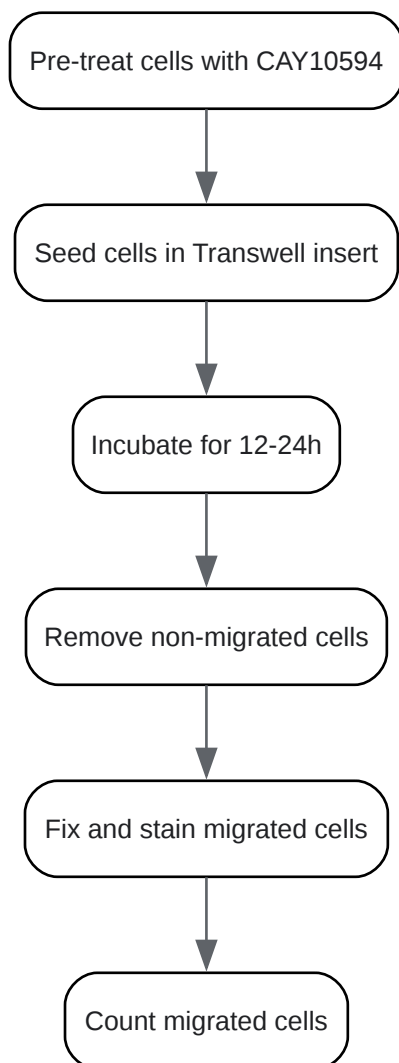 Pre-treat cells with CAY10594
Seed cells in Transwell insert
Incubate for 12-24h
Remove non-migrated cells
Fix and stain migrated cells
Count migrated cells